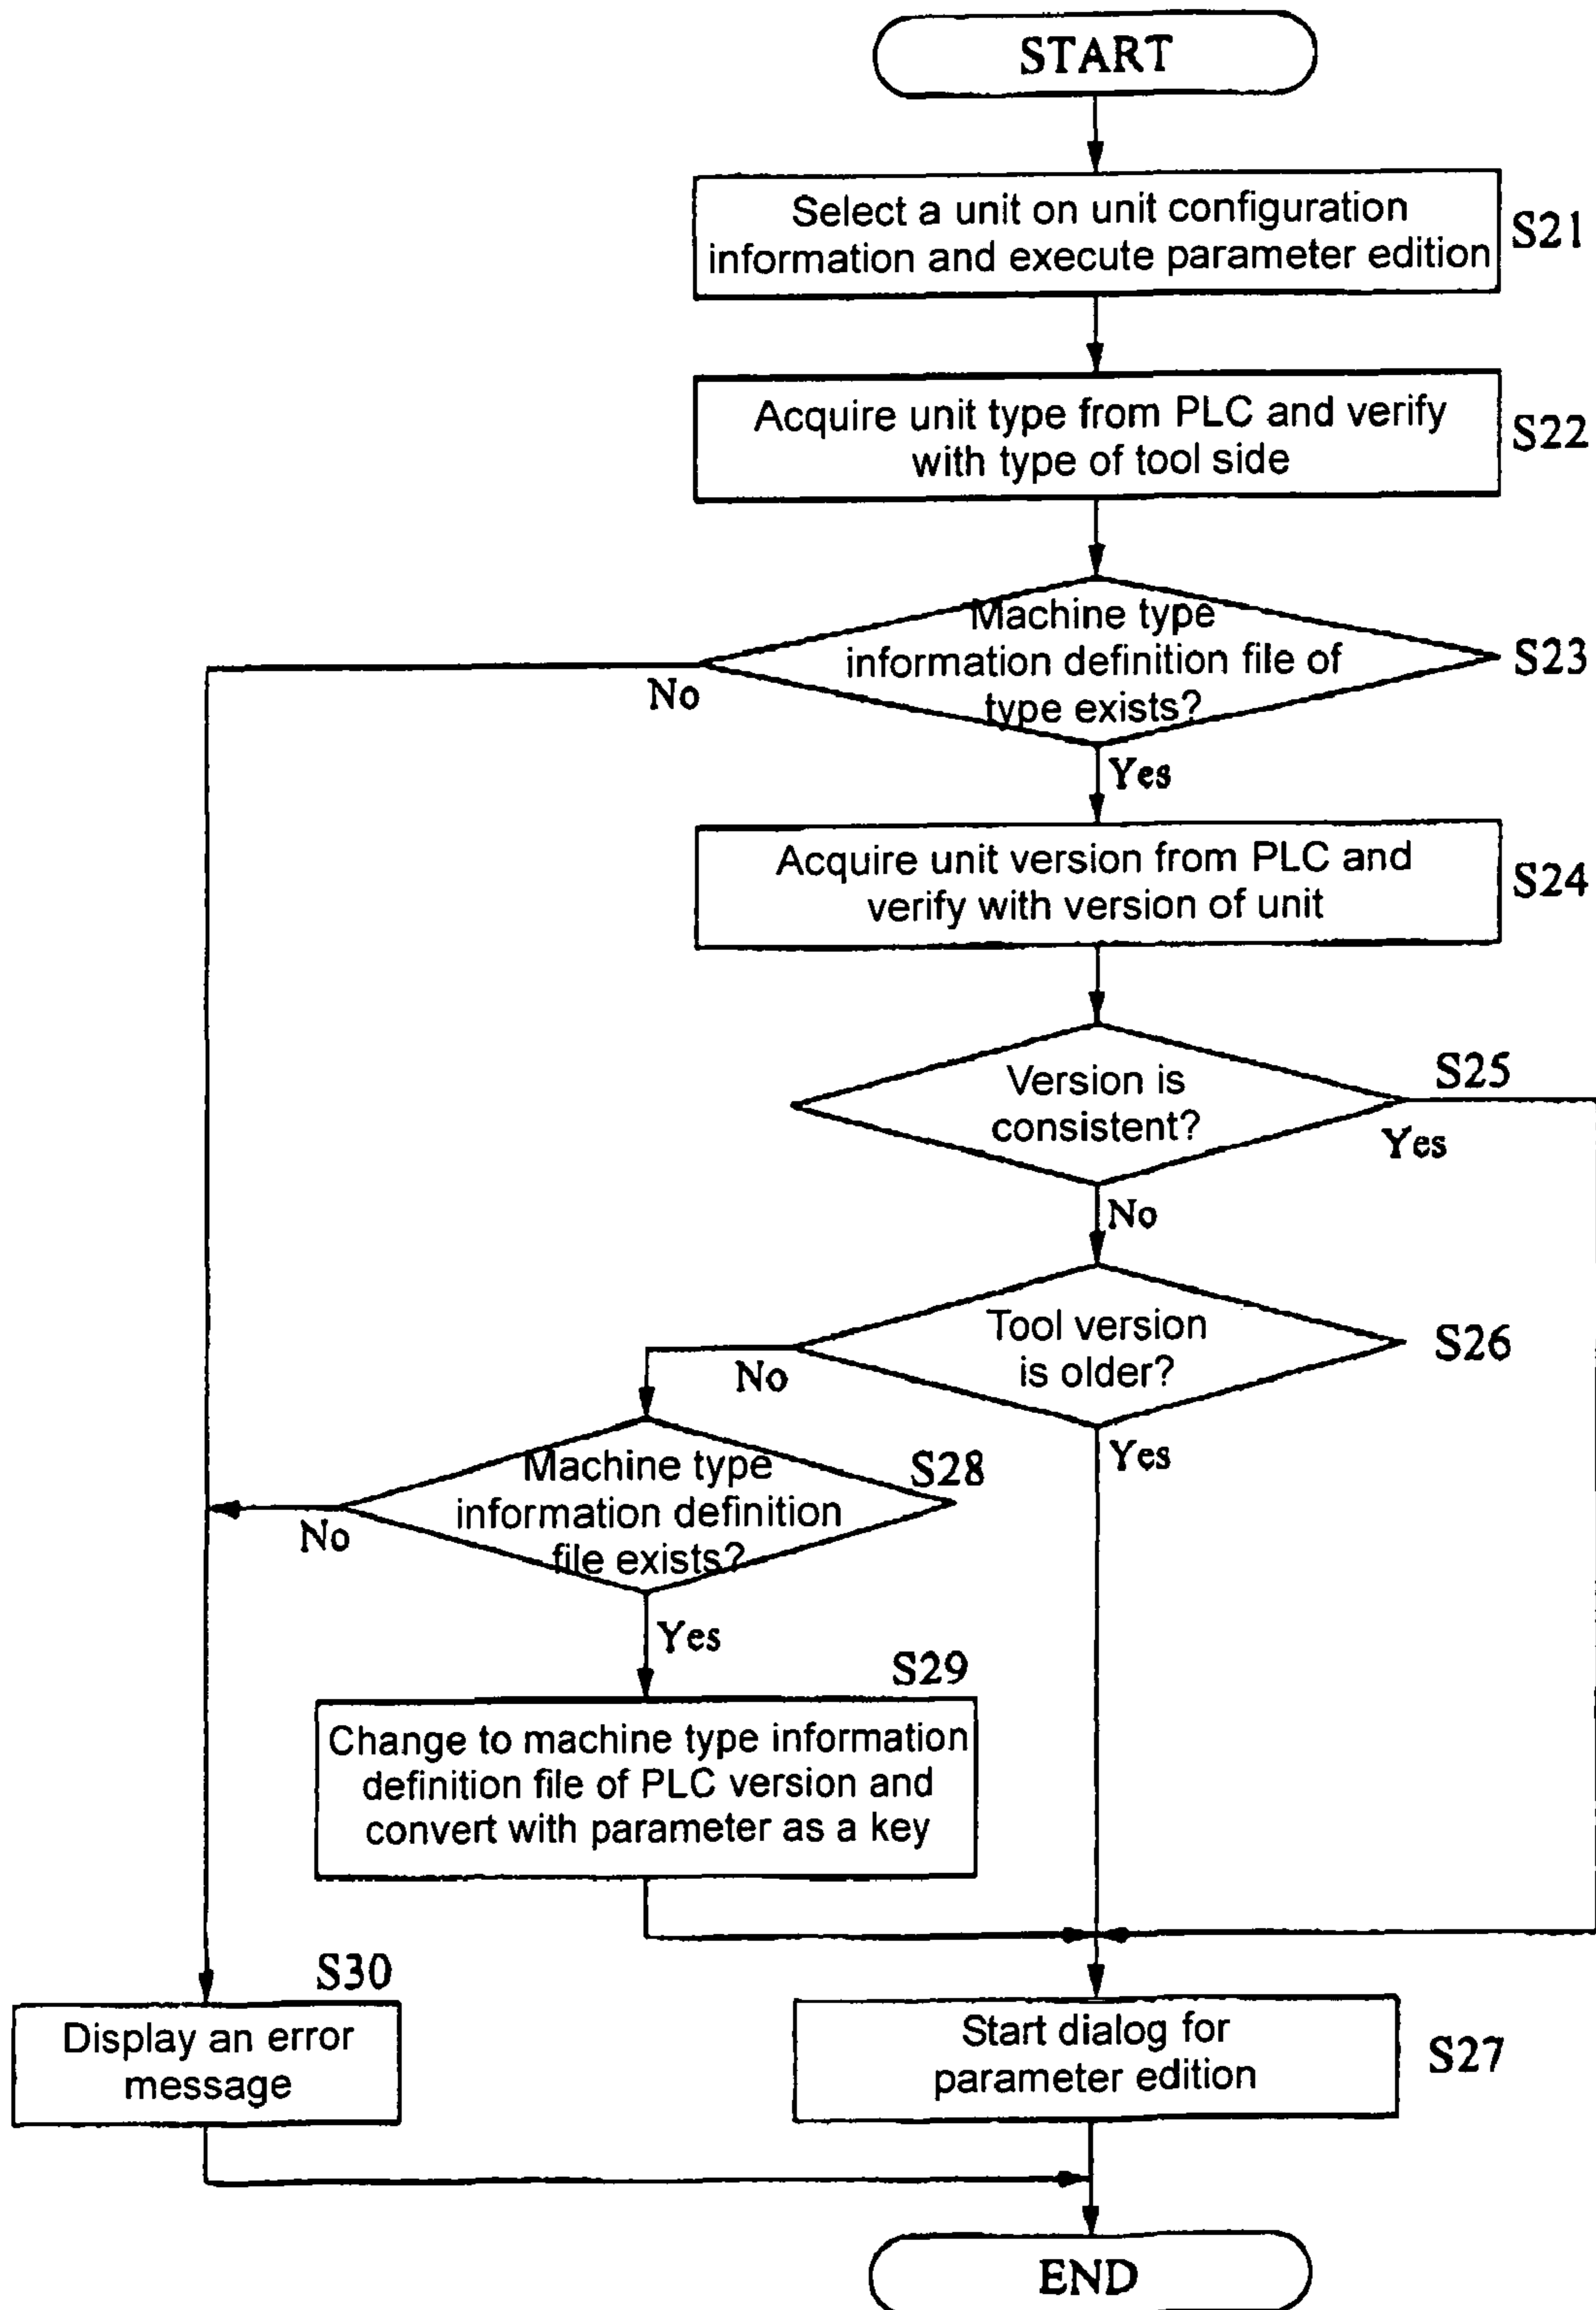 START
Select a unit on unit configuration
information and execute parameter edition
S21
Acquire unit type from PLC and verify
with type of tool side
S22
Machine type
information definition file of
type exists?
S23
No
Yes
Acquire unit version from PLC and
verify with version of unit
S24
Version is
consistent?
S25
Yes
No
Tool version
is older?
S26
No
Yes
Machine type
information definition
file exists?
S28
No
Yes
S29
Change to machine type information
definition file of PLC version and
convert with parameter as a key
S30
Display an error
message
Start dialog for
parameter edition
S27
END